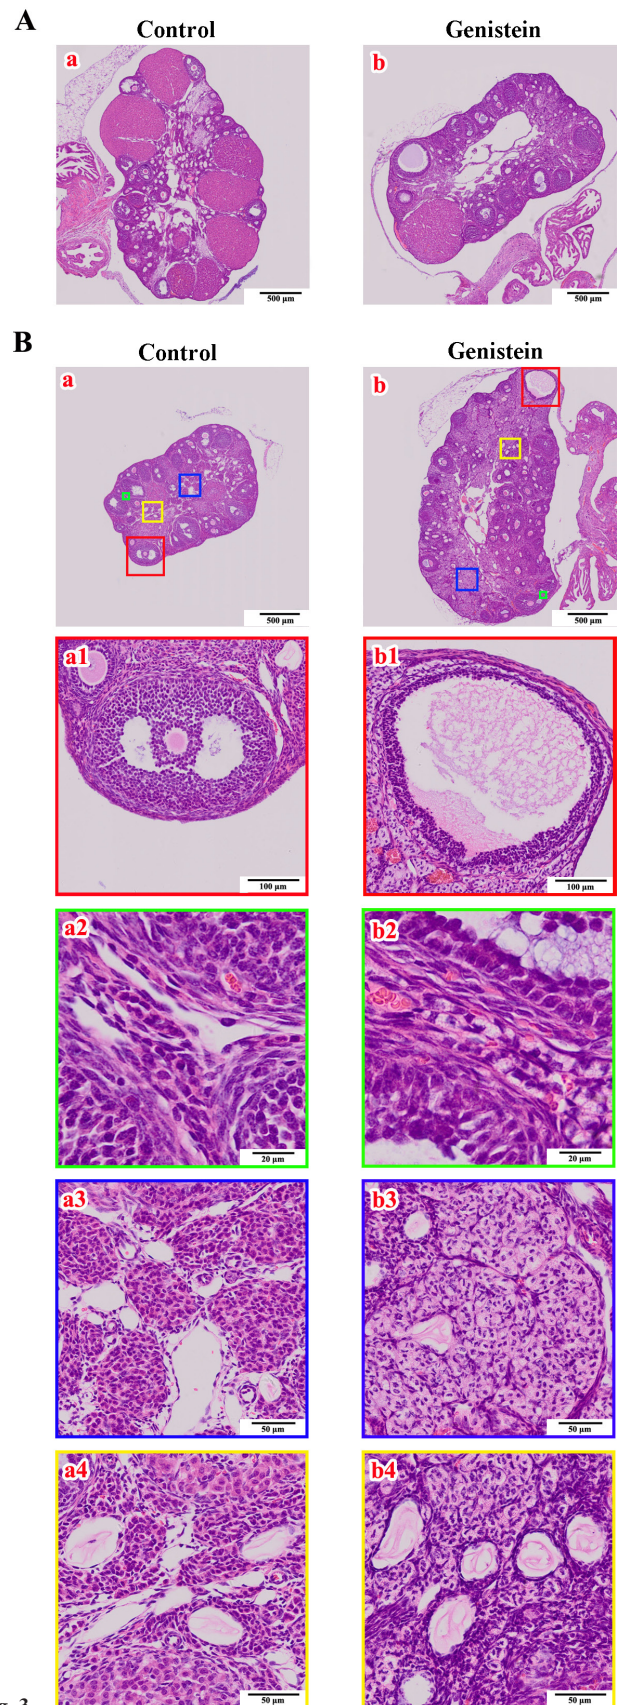 A
Control Genistein
a b
500 μm 500 μm
B
Control Genistein
a b
500 μm 500 μm
a1 b1
100 μm 100 μm
a2 b2
20 μm 20 μm
a3 b3
50 μm 50 μm
a4 b4
50 μm 50 μm
3